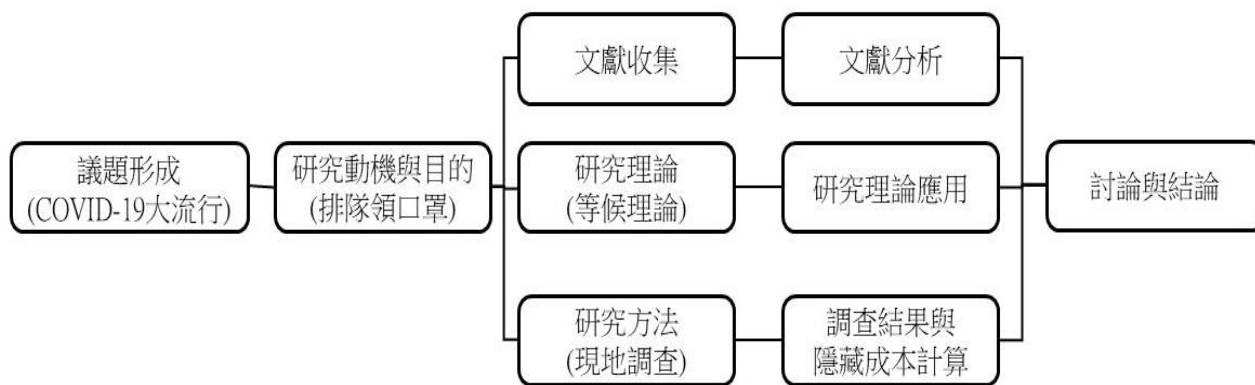 議題形成
(COVID-19大流行)
研究動機與目的
(排隊領口罩)
文獻收集
文獻分析
研究理論
(等候理論)
研究理論應用
研究方法
(現地調查)
調查結果與
隱藏成本計算
討論與結論